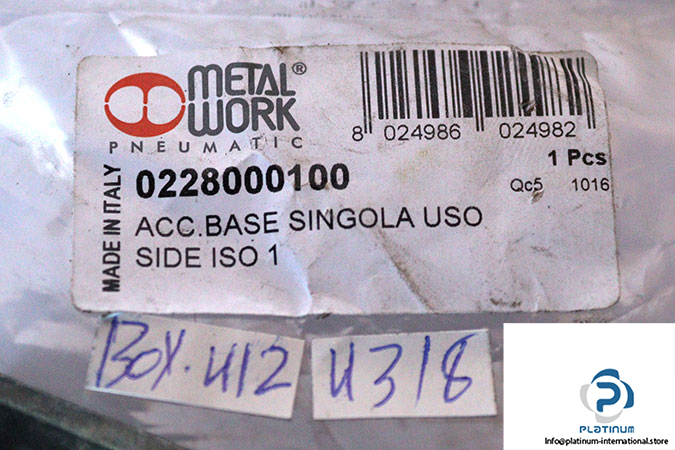 METAL®
WORK
PNEUMATIC
8 024986 024982
1 Pcs
MADE IN ITALY
0228000100
Qc5 1016
ACC.BASE SINGOLA USO
SIDE ISO 1
BOX.412
4318
PLATINUM
Info@platinum-international.store